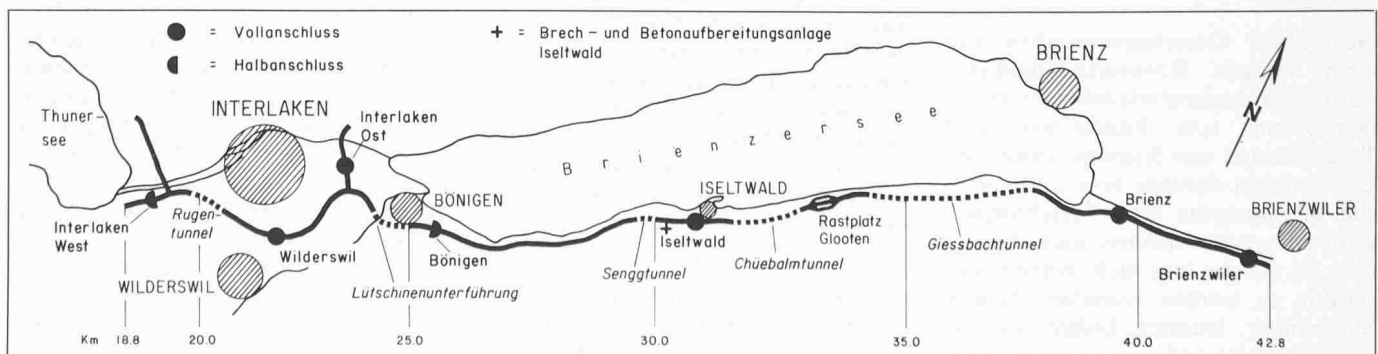 = Vollanschluss
= Halbanschluss
+ = Brech- und Betonaufbereitungsanlage
Iseltwald
Thuner-
see
INTERLAKEN
Interlaken
Ost
BRIENZ
N
Brienzersee
Interlaken
West
Rugen-
tunnel
WILDERSWIL
Wilderswil
BÖNIGEN
Bönigen
Lütschinenunterführung
Senggtunnel
ISELTWALD
Iseltwald
Chüebalmtunnel
Rastplatz
Glooten
Giessbachtunnel
Brienz
BRIENZWILER
Brienzwiler
Km 18.8 20.0 25.0 30.0 35.0 40.0 42.8